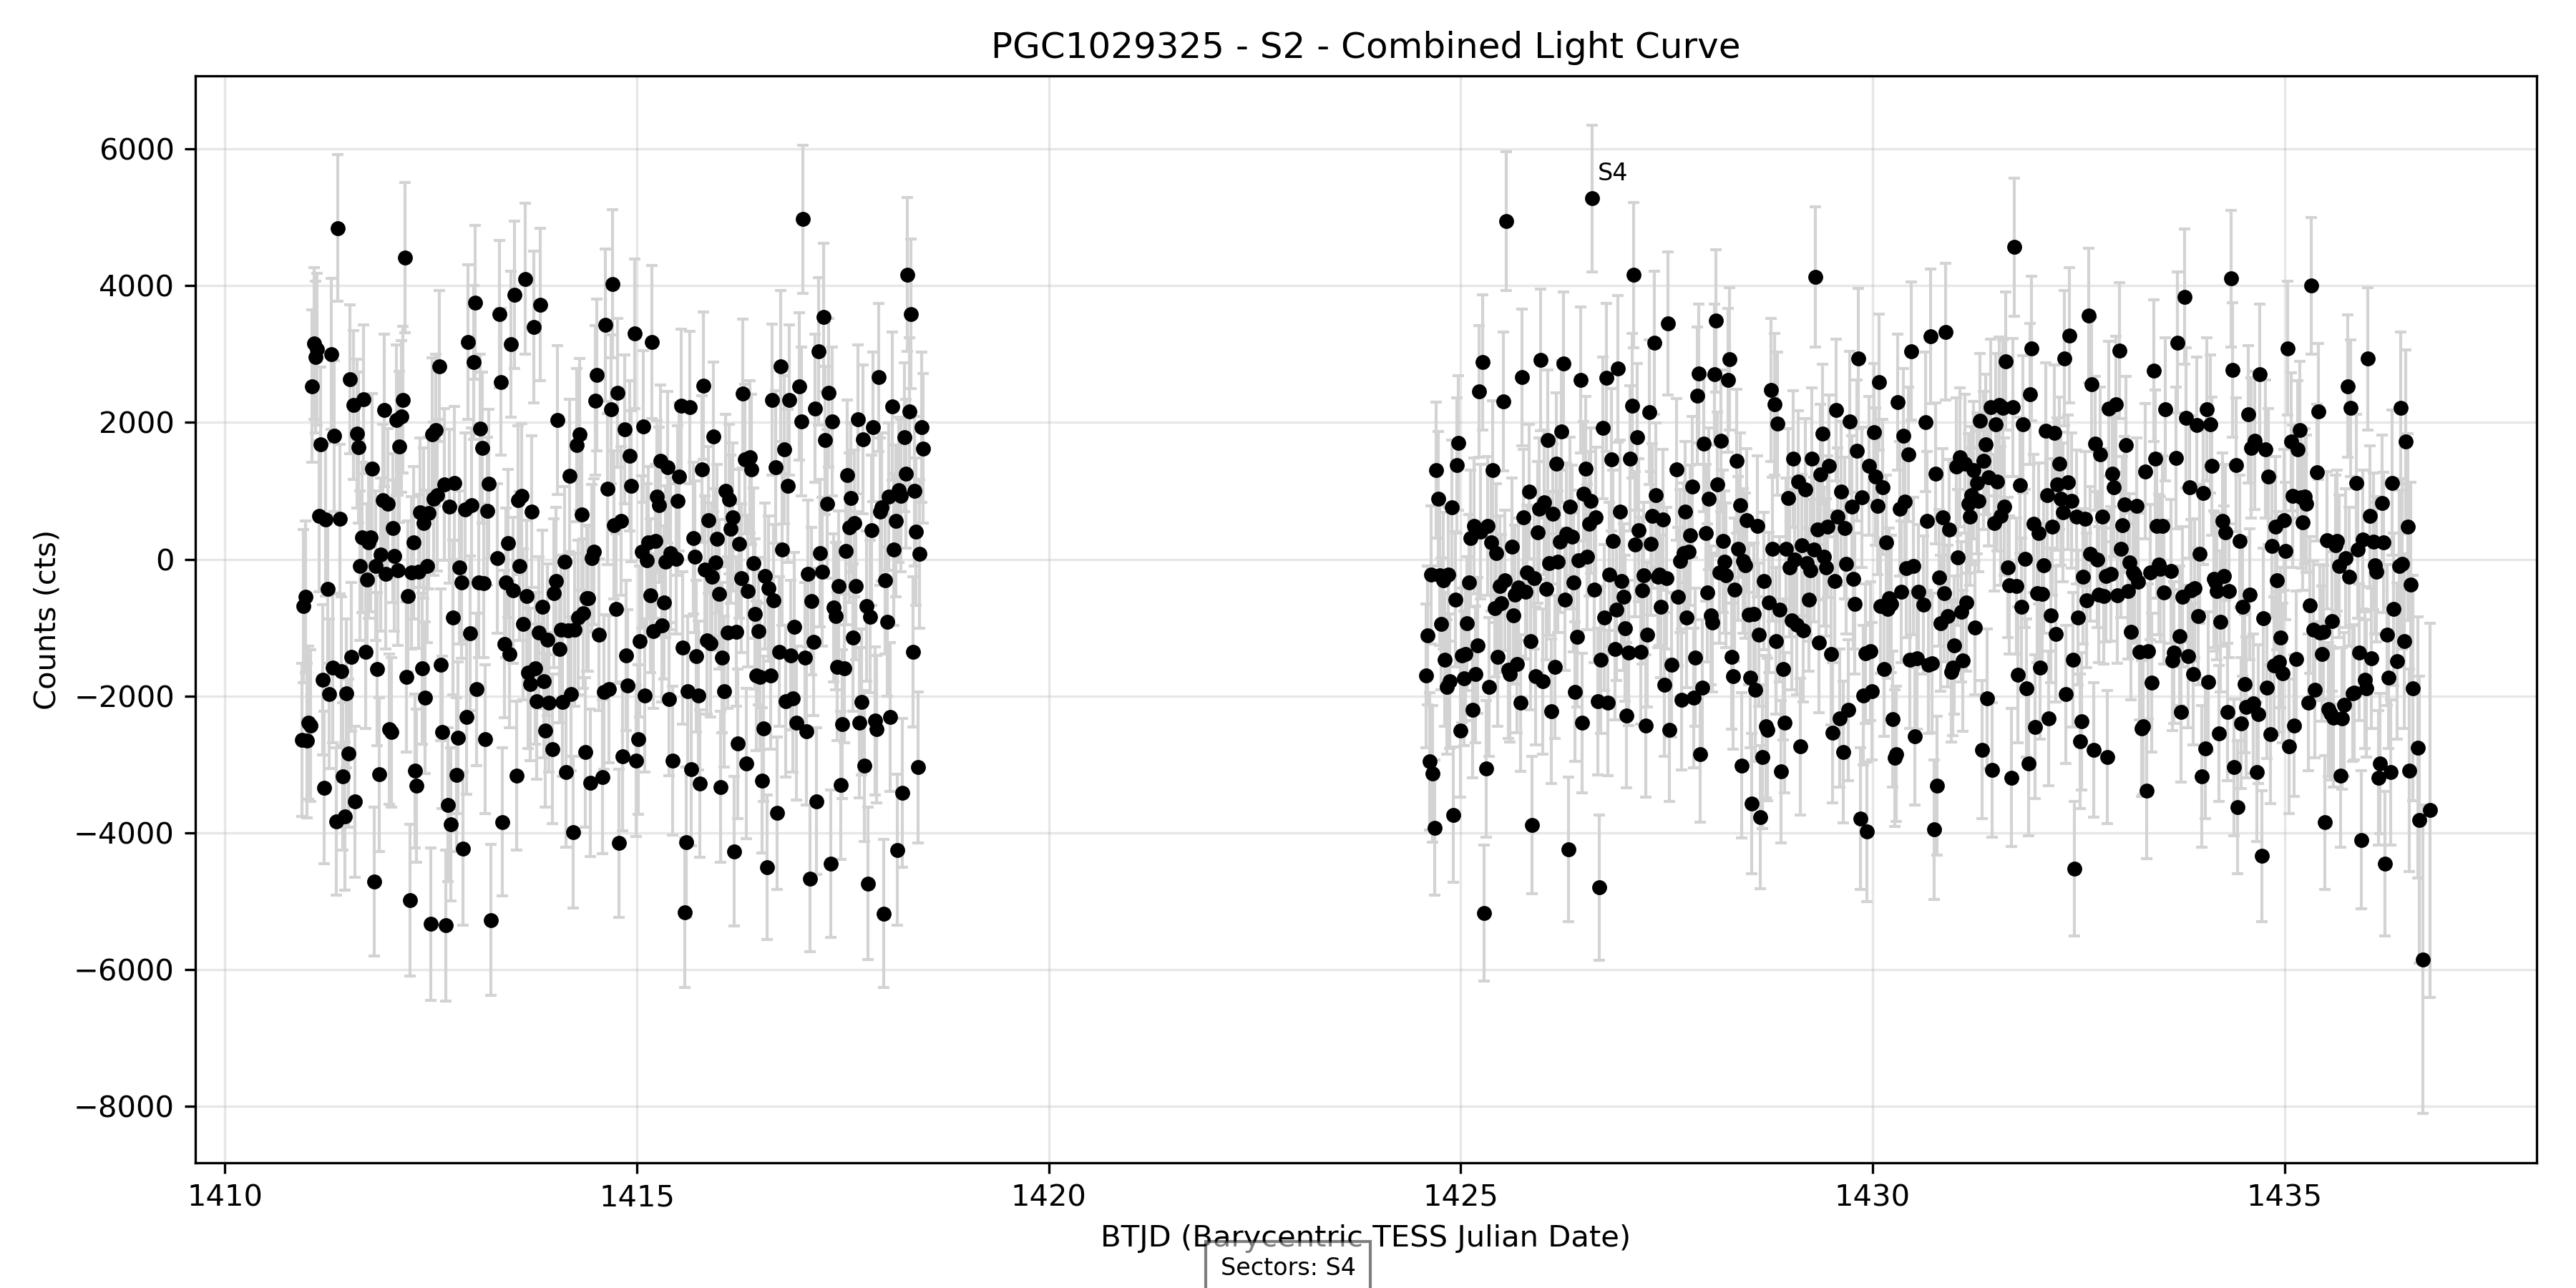 PGC1029325 - S2 - Combined Light Curve
6000
4000
2000
0
−2000
−4000
−6000
−8000
Counts (cts)
S4
1410
1415
1420
1425
1430
1435
BTJD (Barycentric TESS Julian Date)
Sectors: S4